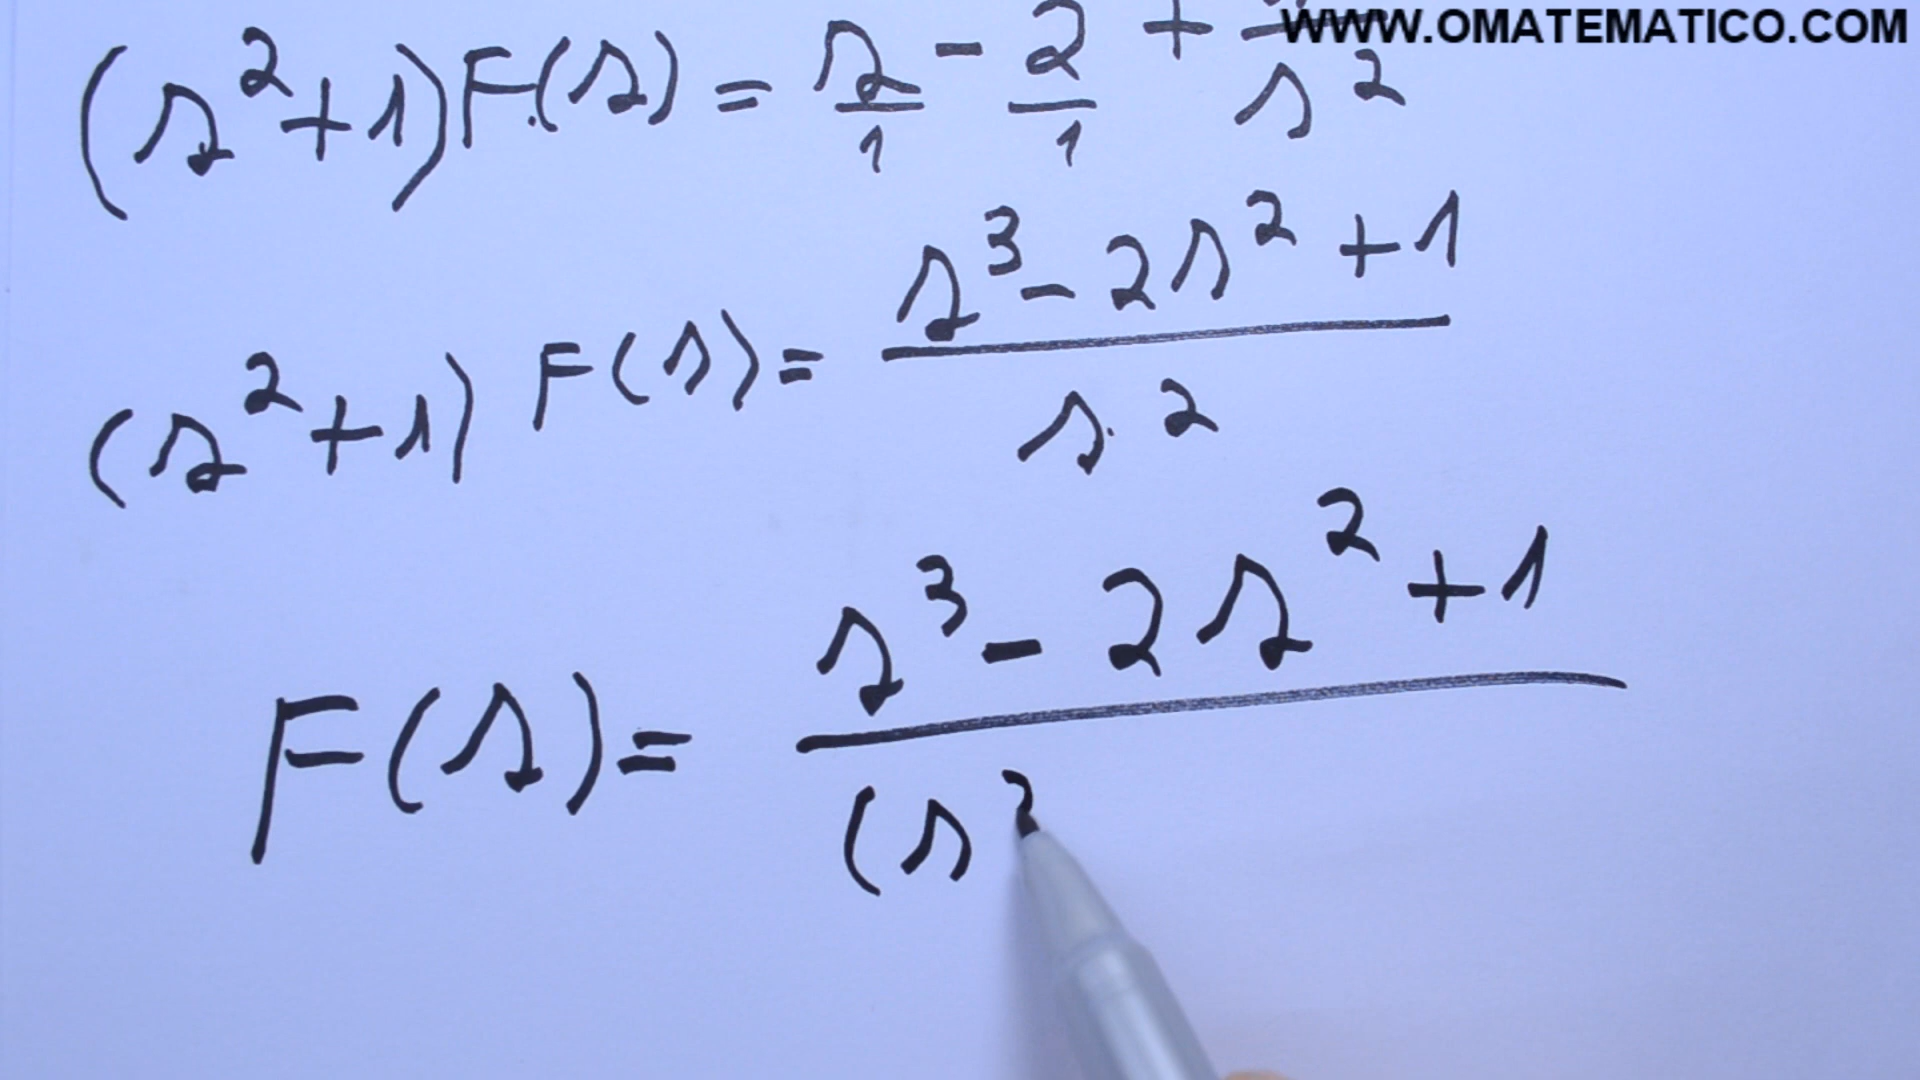 WWW.OMATEMATICO.COM
(s²+1)F(s) = s/1 - 2/1 + /s²
(s²+1) F(s) = s³ - 2s² + 1 / s²
F(s) = s³ - 2s² + 1 / (s²